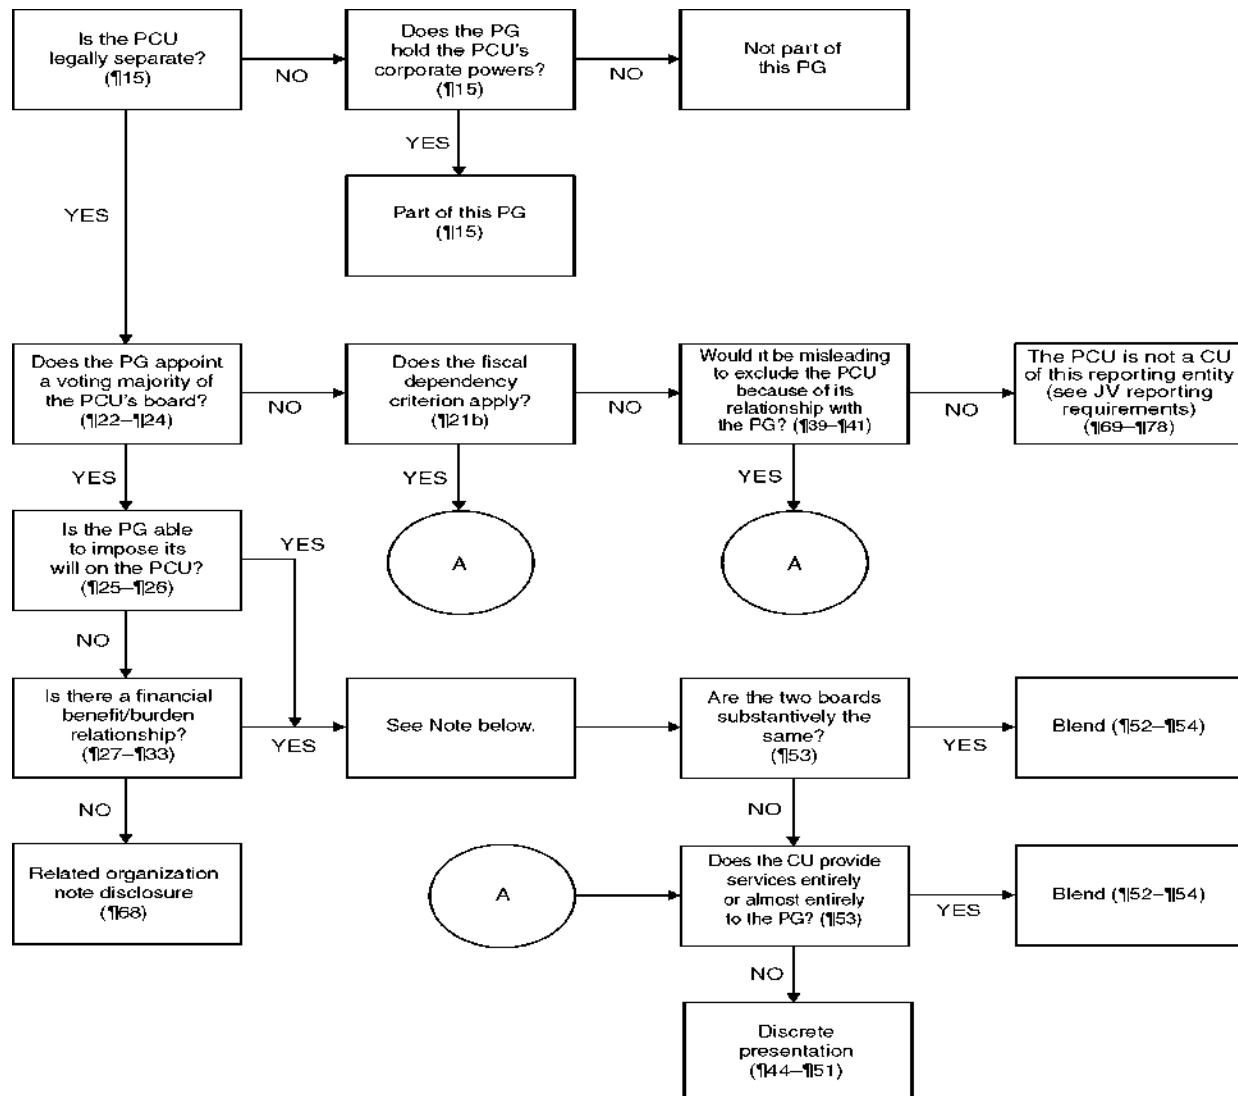 Is the PCU
legally separate?
(¶15)
NO
Does the PG
hold the PCU's
corporate powers?
(¶15)
NO
Not part of
this PG
YES
YES
Part of this PG
(¶15)
Does the PG appoint
a voting majority of
the PCU's board?
(¶22–¶24)
NO
Does the fiscal
dependency
criterion apply?
(¶21b)
NO
Would it be misleading
to exclude the PCU
because of its
relationship with
the PG? (¶39–¶41)
NO
The PCU is not a CU
of this reporting entity
(see JV reporting
requirements)
(¶69–¶78)
YES
YES
YES
Is the PG able
to impose its
will on the PCU?
(¶25–¶26)
YES
A
A
NO
Is there a financial
benefit/burden
relationship?
(¶27–¶33)
YES
See Note below.
Are the two boards
substantively the
same?
(¶53)
YES
Blend (¶52–¶54)
NO
NO
Related organization
note disclosure
(¶68)
A
Does the CU provide
services entirely
or almost entirely
to the PG? (¶53)
YES
Blend (¶52–¶54)
NO
Discrete
presentation
(¶44–¶51)